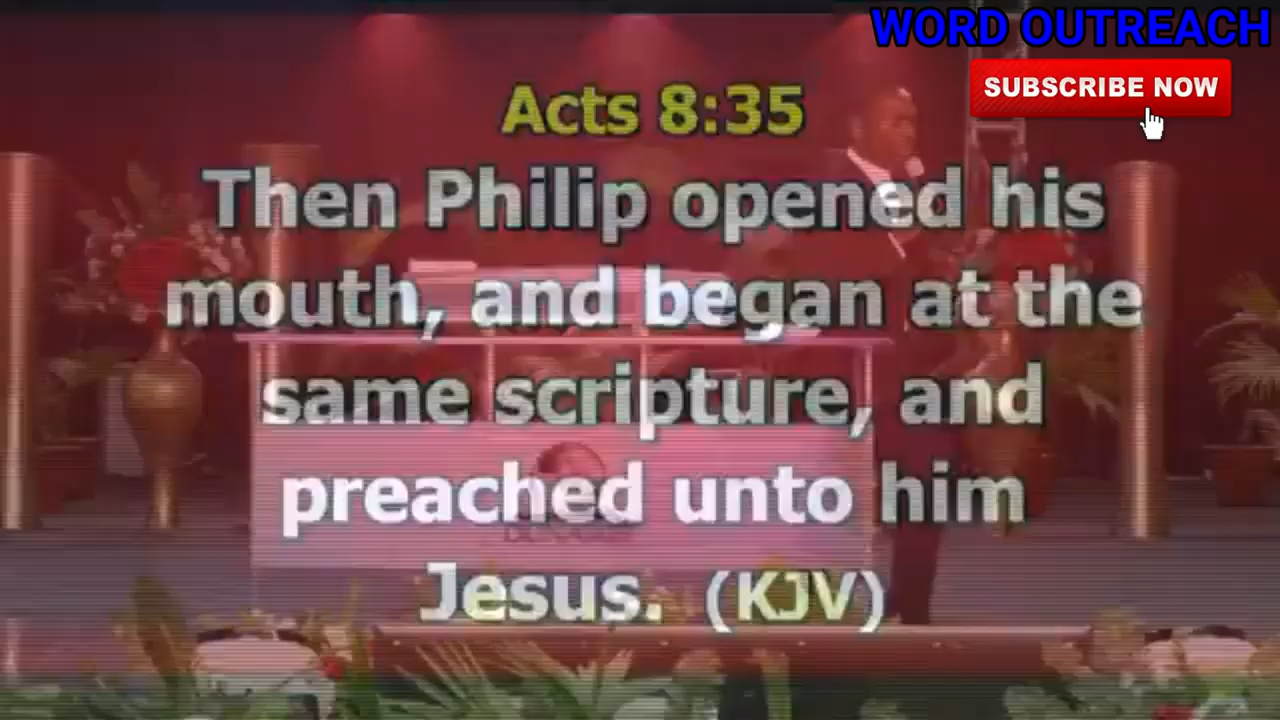 WORD OUTREACH
SUBSCRIBE NOW
Acts 8:35
Then Philip opened his
mouth, and began at the
same scripture, and
preached unto him
Jesus. (KJV)